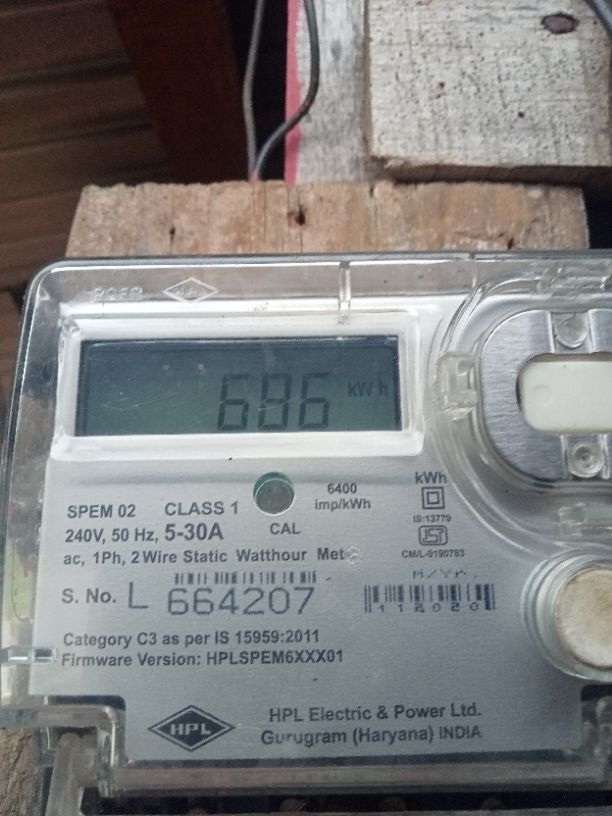 686 kWh
6400
imp/kWh
kWh
IS:13779
CM/L-9190783
SPEM 02 CLASS 1
240V, 50 Hz, 5-30A
CAL
ac, 1Ph, 2 Wire Static Watthour
S. No. L 664207
M/Yr.
Category C3 as per IS 15959:2011
Firmware Version: HPLSPEM6XXX01
HPL
HPL Electric & Power Ltd.
Gurugram (Haryana) INDIA